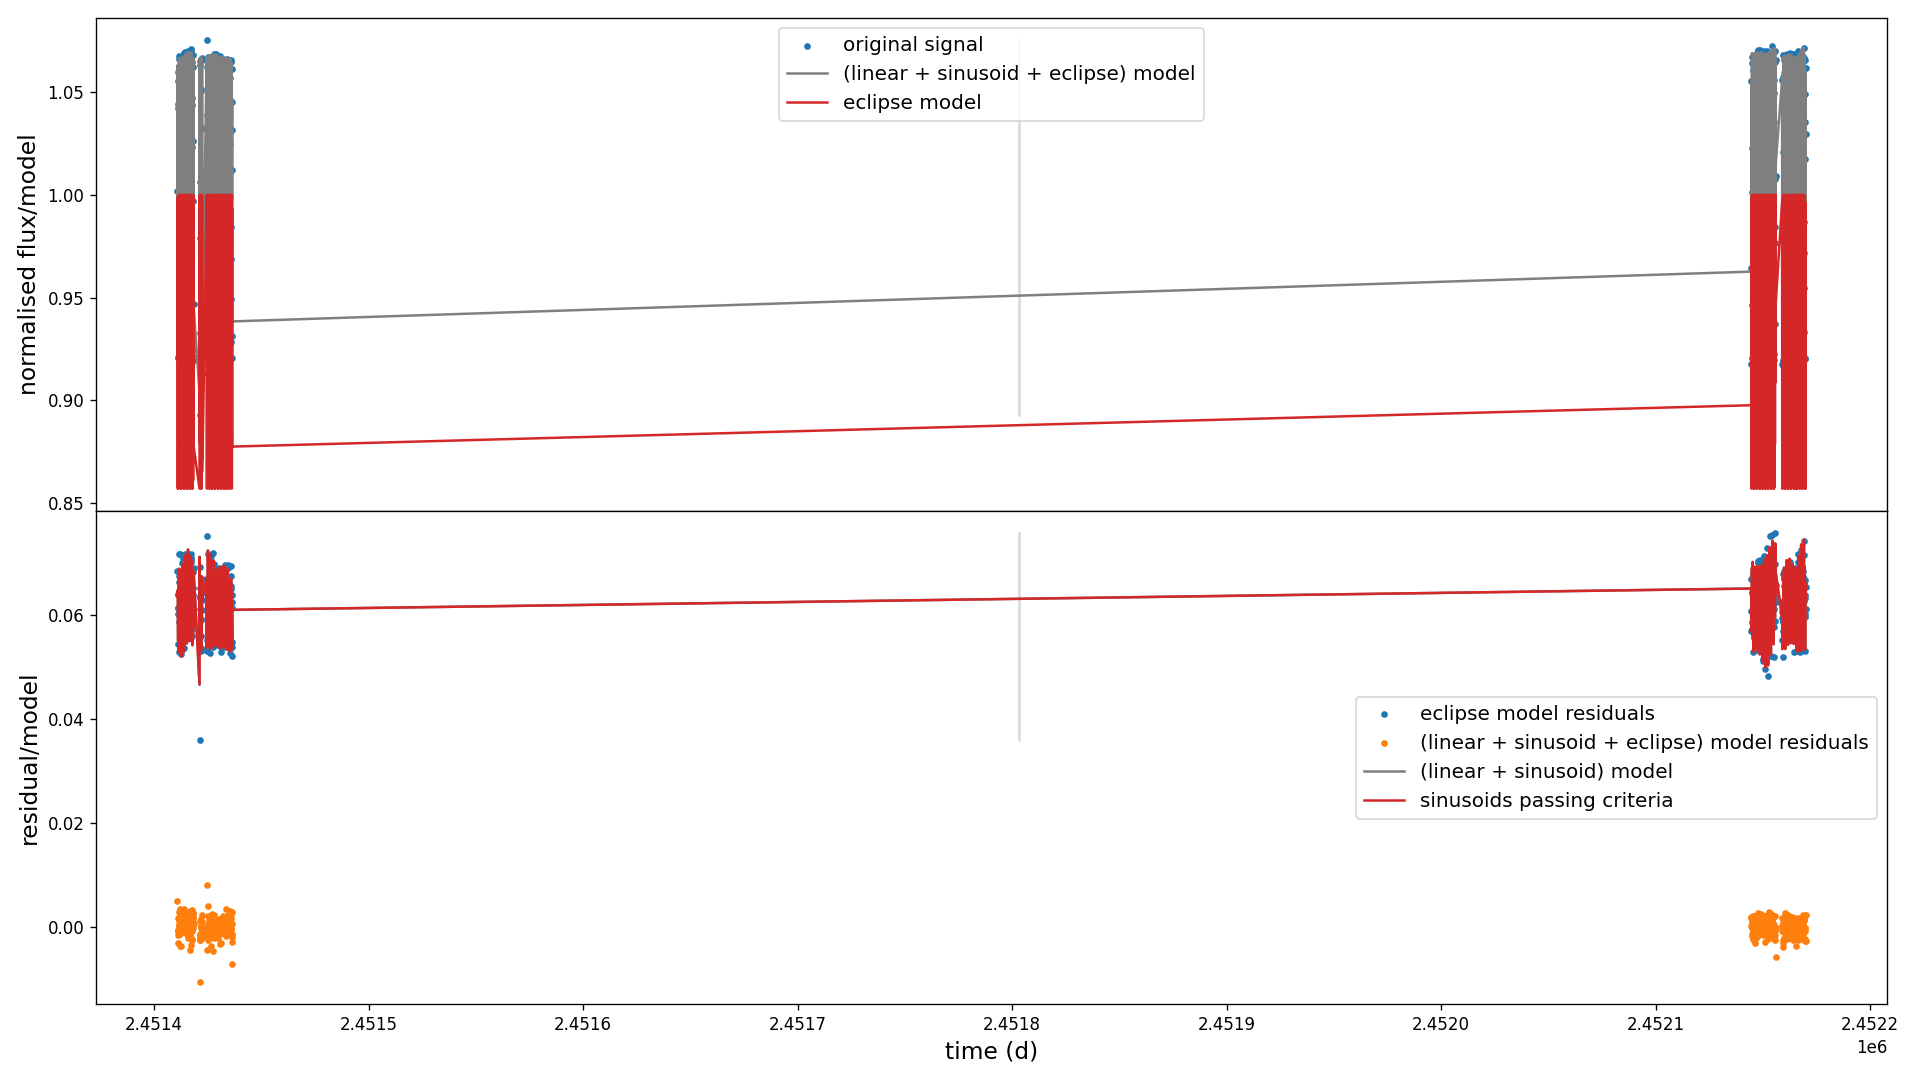 original signal
(linear + sinusoid + eclipse) model
eclipse model
normalised flux/model
1.05
1.00
0.95
0.90
0.85
eclipse model residuals
(linear + sinusoid + eclipse) model residuals
(linear + sinusoid) model
sinusoids passing criteria
residual/model
0.06
0.04
0.02
0.00
2.4514 2.4515 2.4516 2.4517 2.4518 2.4519 2.4520 2.4521 2.4522
1e6
time (d)